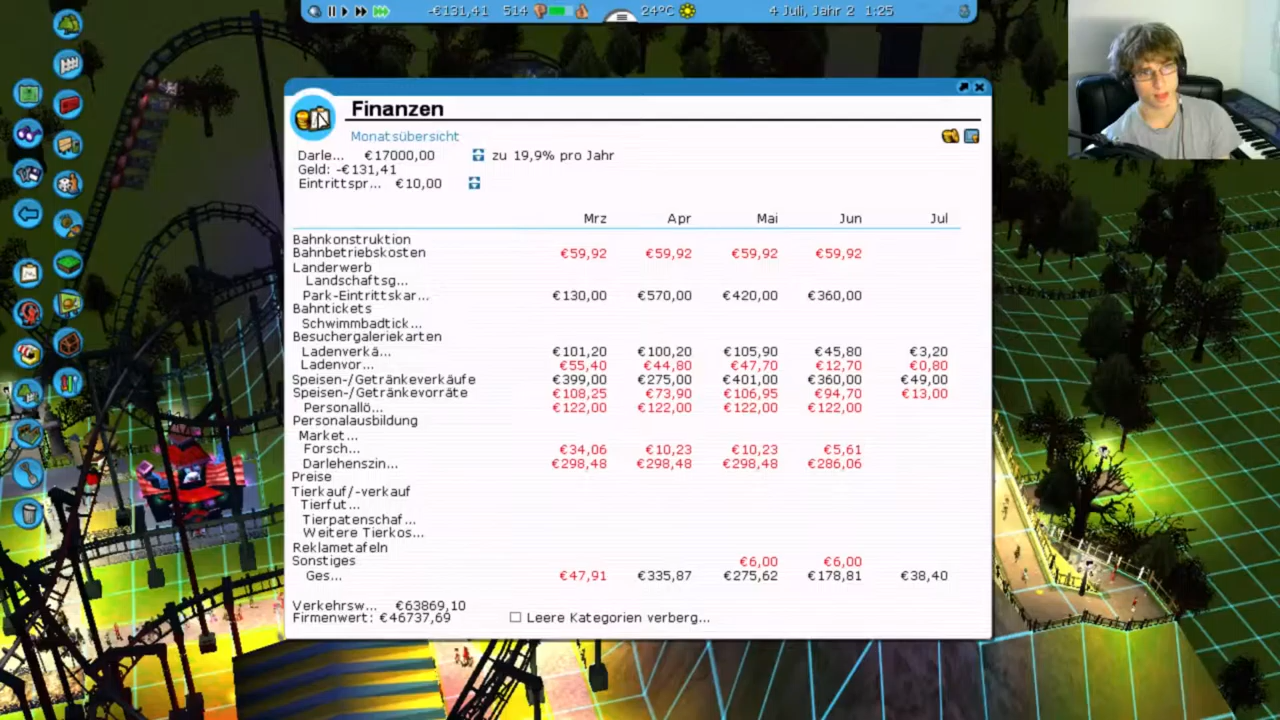 -€131,41 514 24°C 4 Juli, Jahr 2 1:25
Finanzen
Monatsübersicht
Darle... €17000,00 zu 19,9% pro Jahr
Geld: -€131,41
Eintrittspr... €10,00
Mrz Apr Mai Jun Jul
Bahnkonstruktion
Bahnbetriebskosten €59,92 €59,92 €59,92 €59,92
Landerwerb
Landschaftsg...
Park-Eintrittskar... €130,00 €570,00 €420,00 €360,00
Bahntickets
Schwimmbadtick...
Besuchergaleriekarten
Ladenverkä... €101,20 €100,20 €105,90 €45,80 €3,20
Ladenvor... €55,40 €44,80 €47,70 €12,70 €0,80
Speisen-/Getränkeverkäufe €399,00 €275,00 €401,00 €360,00 €49,00
Speisen-/Getränkevorräte €108,25 €73,90 €106,95 €94,70 €13,00
Personallö... €122,00 €122,00 €122,00 €122,00
Personalausbildung
Market...
Forsch... €34,06 €10,23 €10,23 €5,61
Darlehenszin... €298,48 €298,48 €298,48 €286,06
Preise
Tierkauf/-verkauf
Tierfut...
Tierpatenschaf...
Weitere Tierkos...
Reklametafeln
Sonstiges €6,00 €6,00
Ges... €47,91 €335,87 €275,62 €178,81 €38,40
Verkehrsw... €63869,10
Firmenwert: €46737,69 Leere Kategorien verberg...